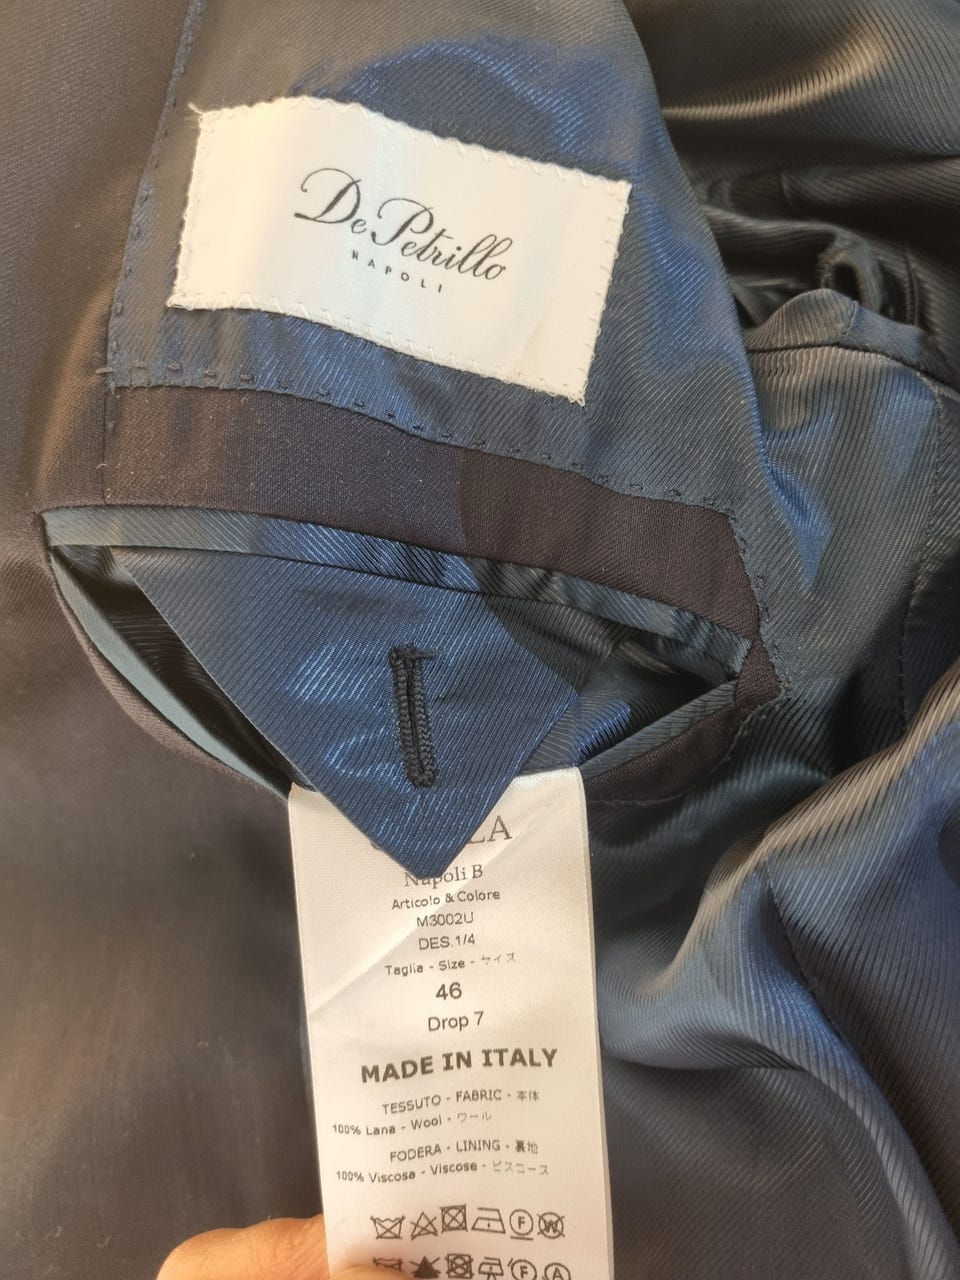 De Petrillo
NAPOLI
LA
Napoli B
Articolo & Colore
M3002U
DES.1/4
Taglia - Size - サイズ
46
Drop 7
MADE IN ITALY
TESSUTO - FABRIC - 本体
100% Lana - Wool - ウール
FODERA - LINING - 裏地
100% Viscosa - Viscose - ビスコース
F W
F A